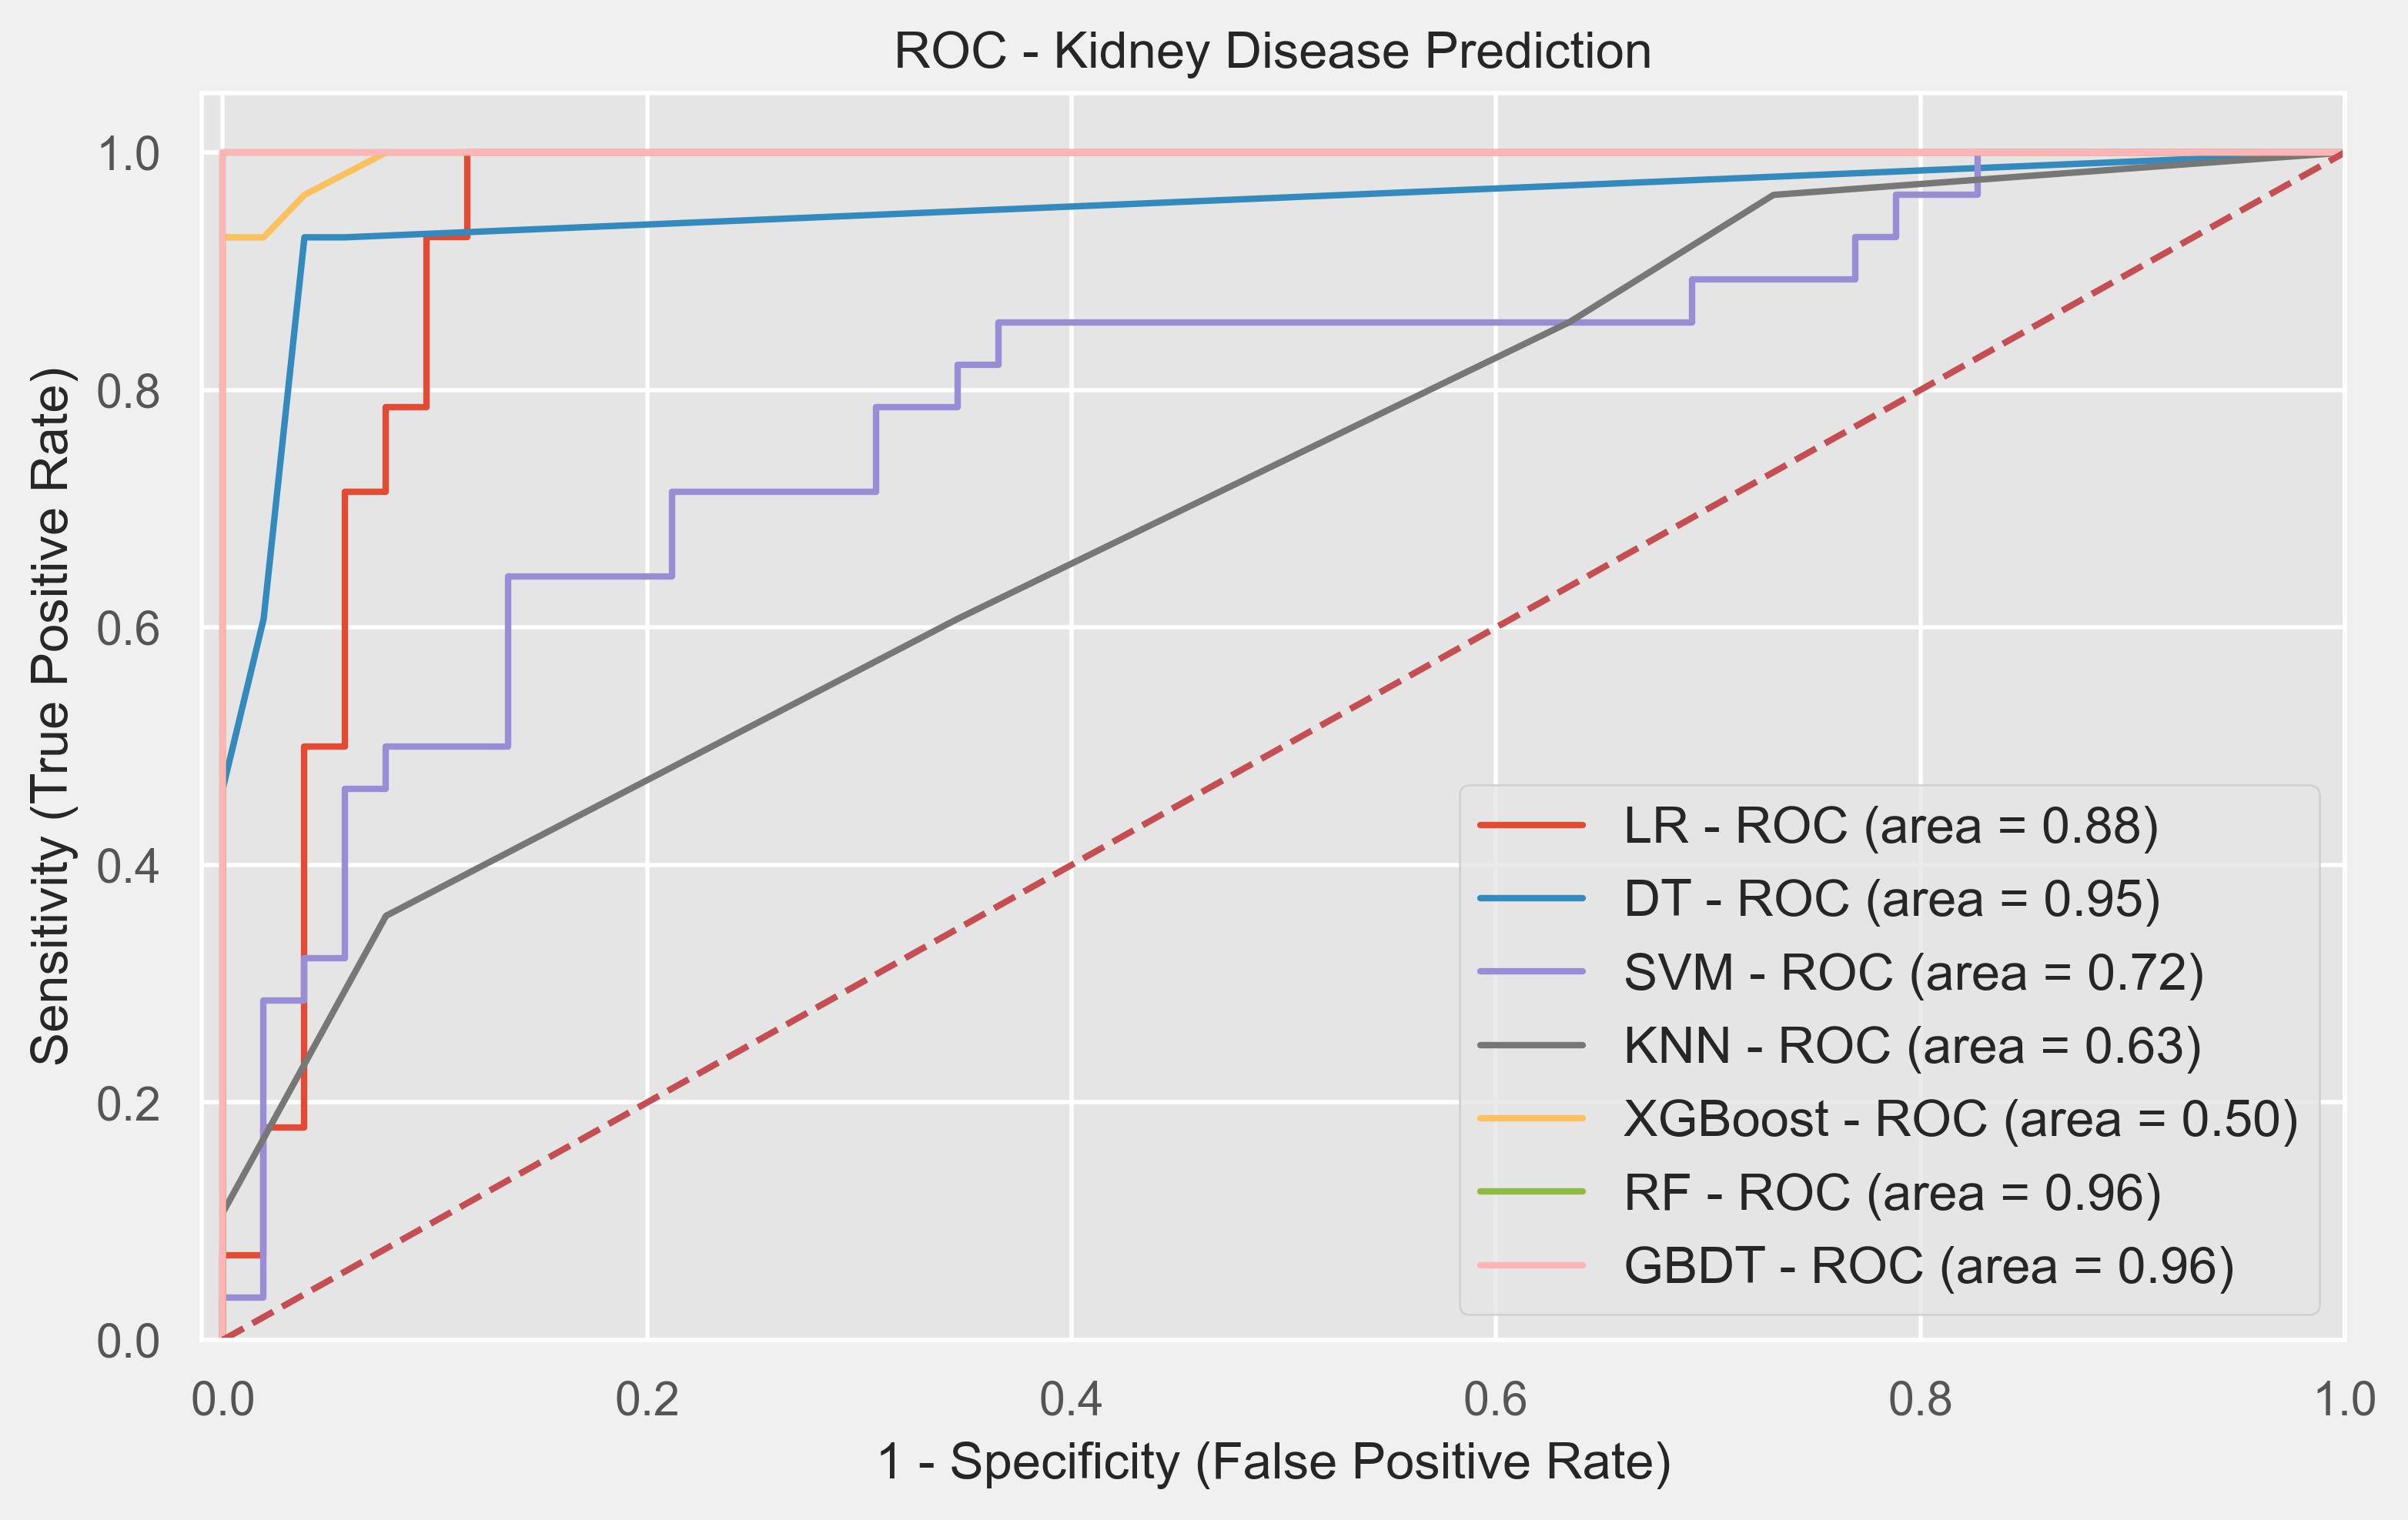 ROC - Kidney Disease Prediction
1.0
0.8
0.6
0.4
0.2
0.0
Sensitivity (True Positive Rate)
LR - ROC (area = 0.88)
DT - ROC (area = 0.95)
SVM - ROC (area = 0.72)
KNN - ROC (area = 0.63)
XGBoost - ROC (area = 0.50)
RF - ROC (area = 0.96)
GBDT - ROC (area = 0.96)
0.0 0.2 0.4 0.6 0.8 1.0
1 - Specificity (False Positive Rate)